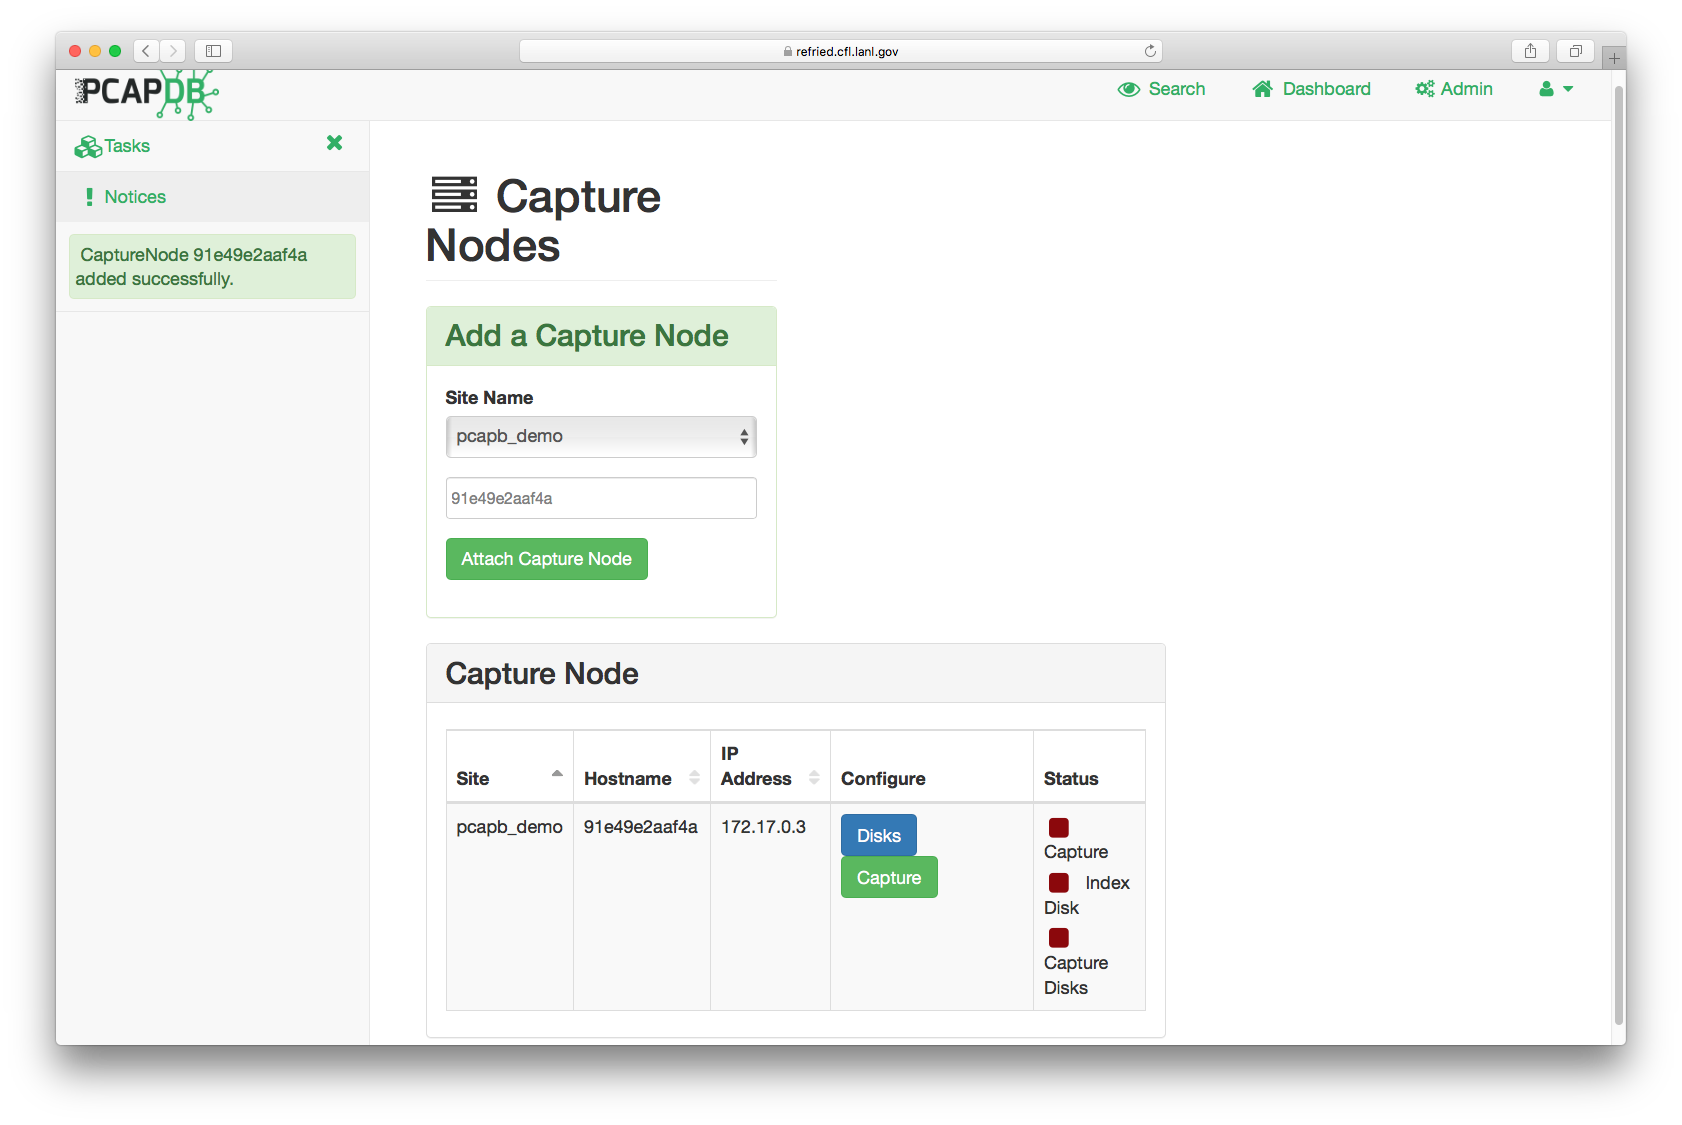 refried.cfl.lanl.gov
PCAPDB
Search
Dashboard
Admin
Tasks
Notices
CaptureNode 91e49e2aaf4a
added successfully.
Capture
Nodes
Add a Capture Node
Site Name
pcapb_demo
91e49e2aaf4a
Attach Capture Node
Capture Node
Site
Hostname
IP
Address
Configure
Status
pcapb_demo
91e49e2aaf4a
172.17.0.3
Disks
Capture
Capture
Index
Disk
Capture
Disks